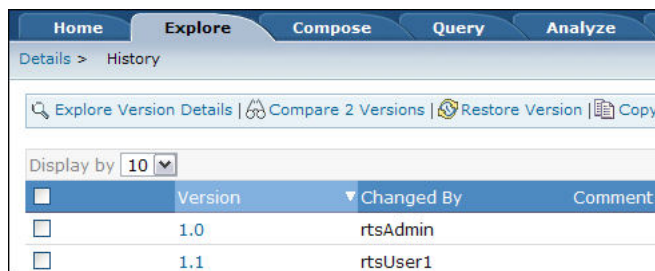 Home Explore Compose Query Analyze
Details > History
Explore Version Details | Compare 2 Versions | Restore Version | Copy
Display by 10
Version Changed By Comment
1.0 rtsAdmin
1.1 rtsUser1